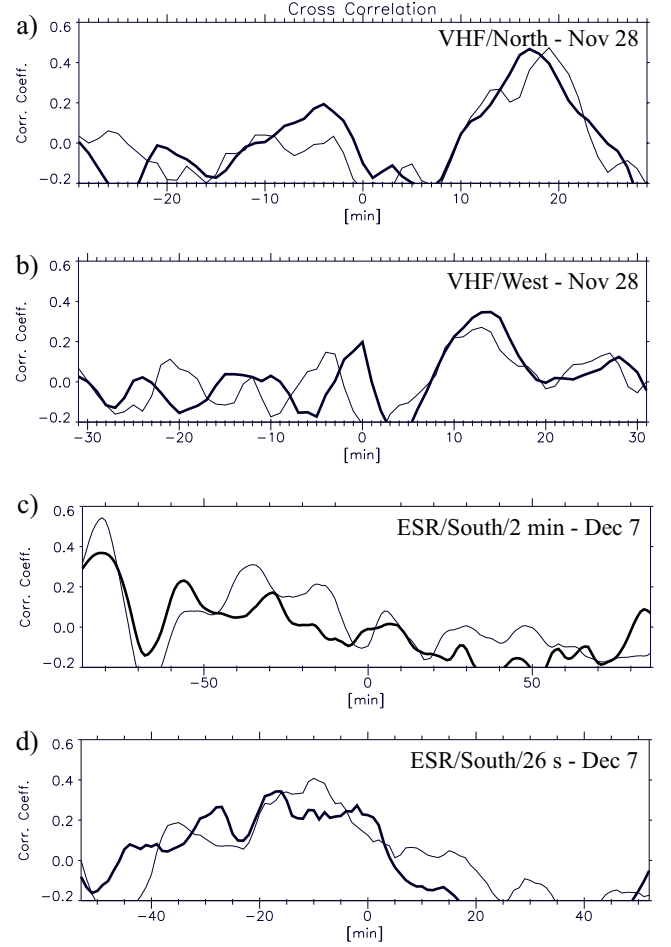 Cross Correlation
a)
VHF/North - Nov 28
Corr. Coeff.
0.6
0.4
0.2
0.0
−0.2
−20 −10 0 10 20
[min]
b)
VHF/West - Nov 28
Corr. Coeff.
0.6
0.4
0.2
0.0
−0.2
−30 −20 −10 0 10 20 30
[min]
c)
ESR/South/2 min - Dec 7
Corr. Coeff.
0.6
0.4
0.2
0.0
−0.2
−50 0 50
[min]
d)
ESR/South/26 s - Dec 7
Corr. Coeff.
0.6
0.4
0.2
0.0
−0.2
−40 −20 0 20 40
[min]